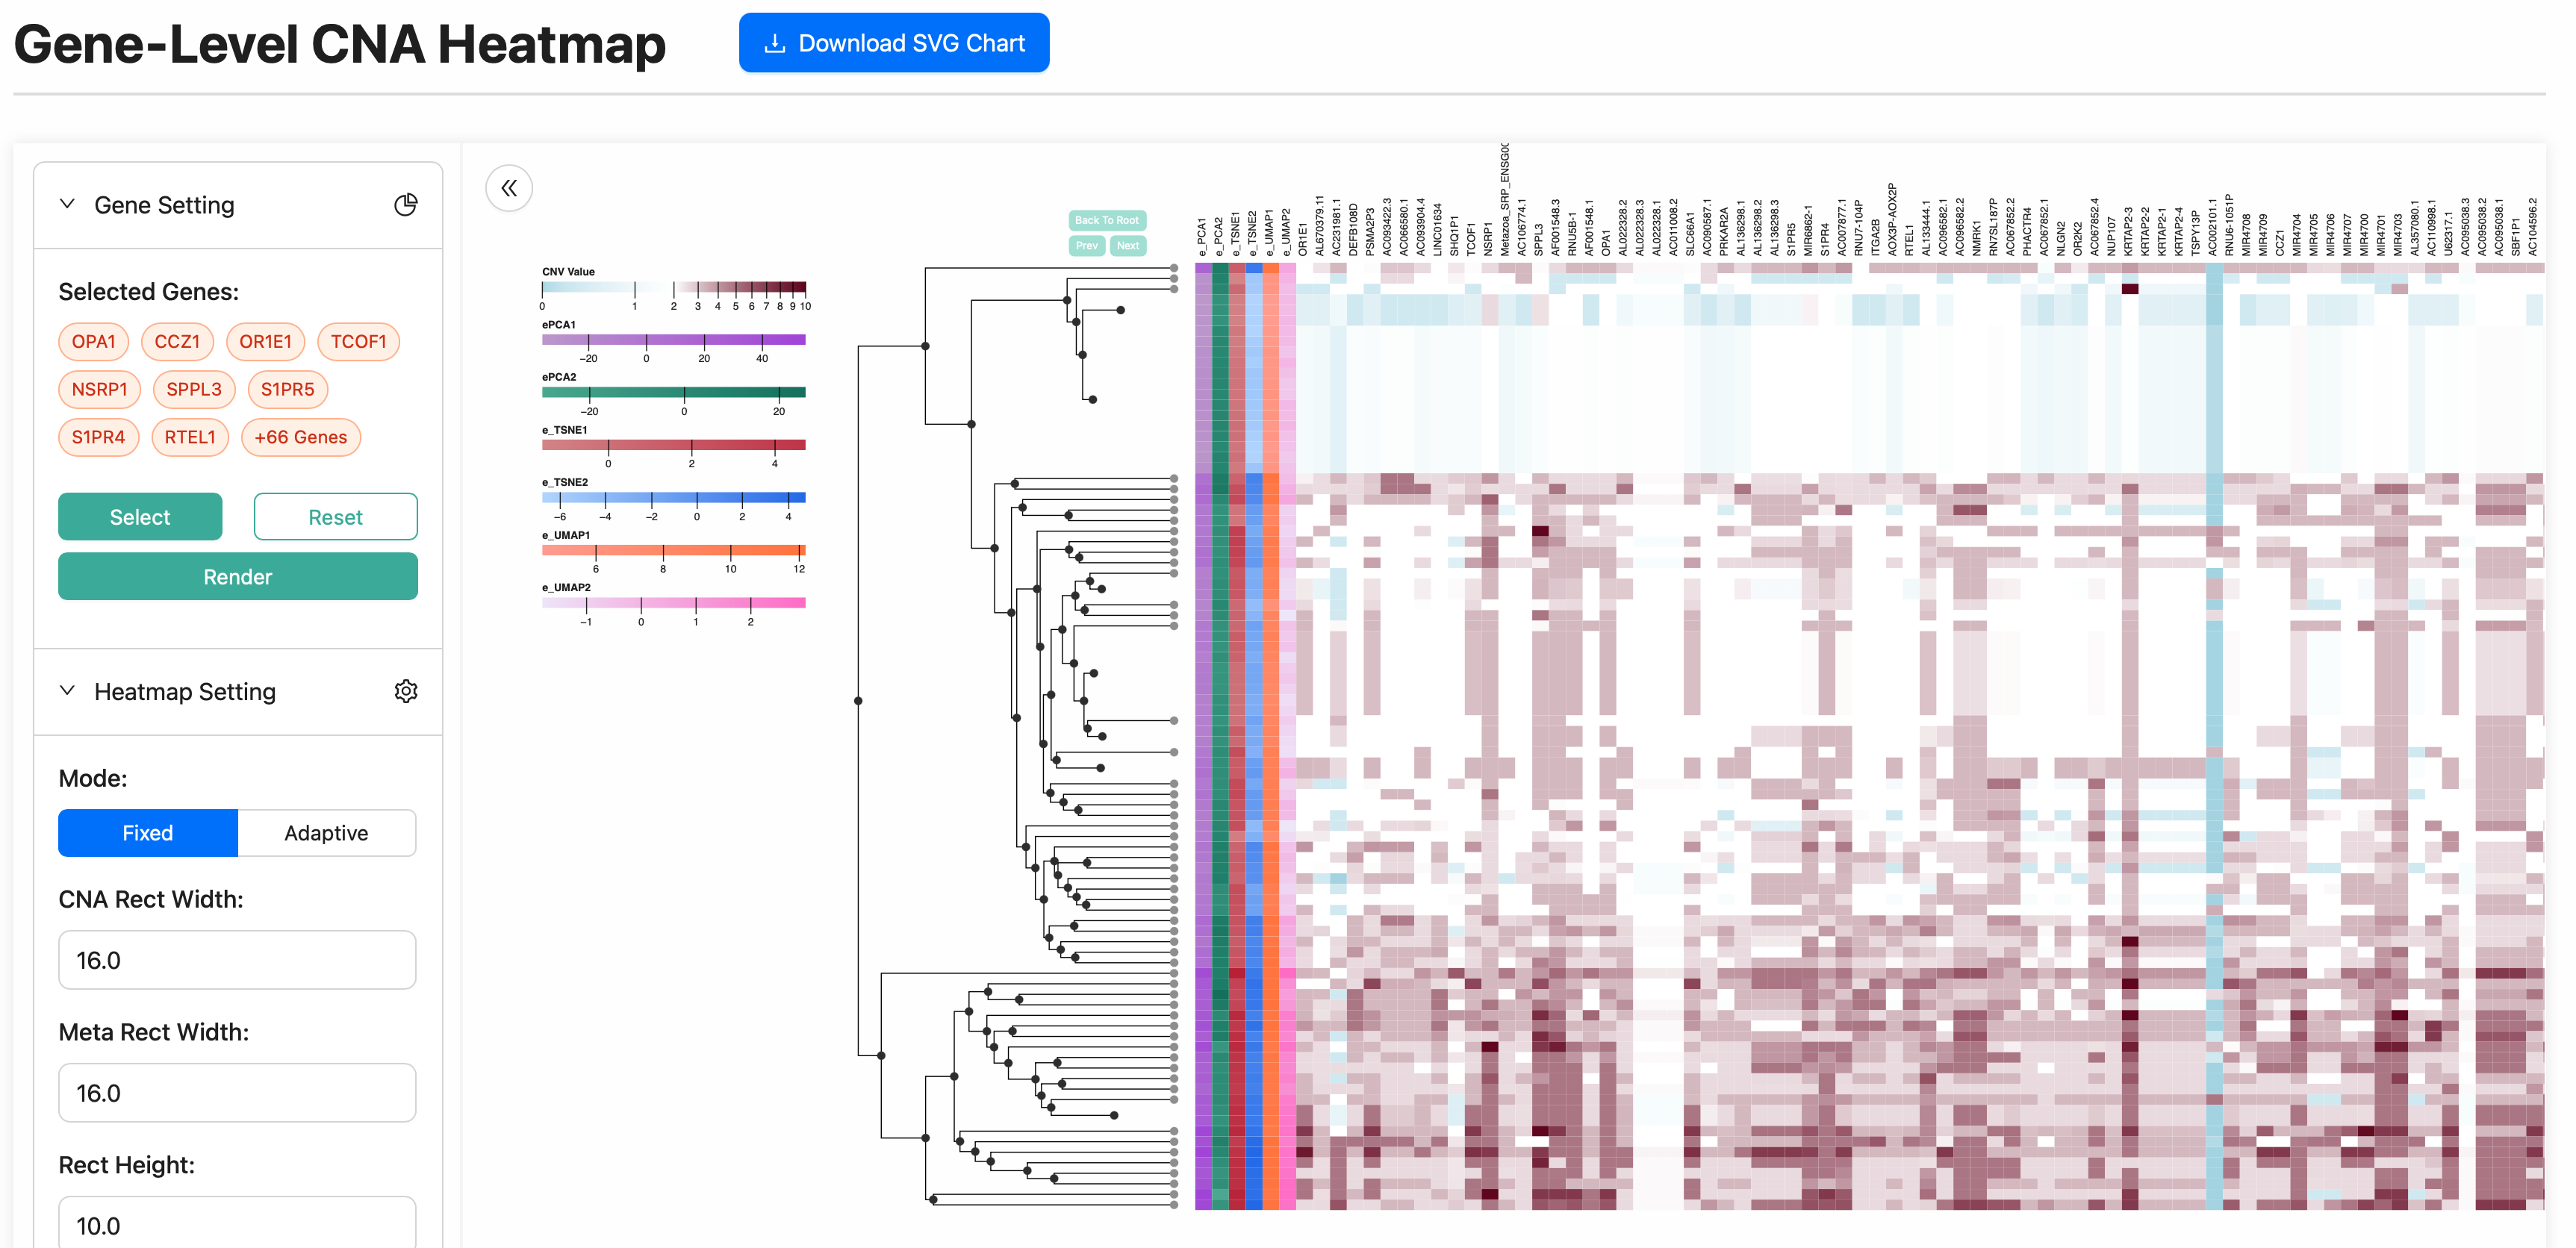 Gene-Level CNA Heatmap
Download SVG Chart
Gene Setting
Selected Genes:
OPA1 CCZ1 OR1E1 TCOF1
NSRP1 SPPL3 S1PR5
S1PR4 RTEL1 +66 Genes
Select Reset
Render
Heatmap Setting
Mode:
Fixed Adaptive
CNA Rect Width:
16.0
Meta Rect Width:
16.0
Rect Height:
10.0
Back To Root
Prev Next
CNV Value
0 1 2 3 4 5 6 7 8 9 10
ePCA1
−20 0 20 40
ePCA2
−20 0 20
e_TSNE1
0 2 4
e_TSNE2
−6 −4 −2 0 2 4
e_UMAP1
6 8 10 12
e_UMAP2
−1 0 1 2
e_PCA1
e_PCA2
e_TSNE1
e_TSNE2
e_UMAP1
e_UMAP2
OR1E1
AL670379.11
AC231981.1
DEFB108D
PSMA2P3
AC093422.3
AC066580.1
AC093904.4
LINC01634
SHQ1P1
TCOF1
NSRP1
Metazoa_SRP_ENSG00
AC106774.1
SPPL3
AF001548.3
RNU5B-1
AF001548.1
OPA1
AL022328.2
AL022328.3
AL022328.1
AC011008.2
SLC66A1
AC090587.1
PRKAR2A
AL136298.1
AL136298.2
AL136298.3
S1PR5
MIR6862-1
S1PR4
AC007877.1
RNU7-104P
ITGA2B
AOX3P-AOX2P
RTEL1
AL133444.1
AC096582.1
AC096582.2
NMRK1
RN7SL187P
AC067852.2
PHACTR4
AC067852.1
NLGN2
OR2K2
AC067852.4
NUP107
KRTAP2-3
KRTAP2-2
KRTAP2-1
KRTAP2-4
TSPY13P
AC002101.1
RNU6-1051P
MIR4708
MIR4709
CCZ1
MIR4704
MIR4705
MIR4706
MIR4707
MIR4700
MIR4701
MIR4703
AL357080.1
AC110998.1
U62317.1
AC095038.3
AC095038.2
AC095038.1
SBF1P1
AC104596.2